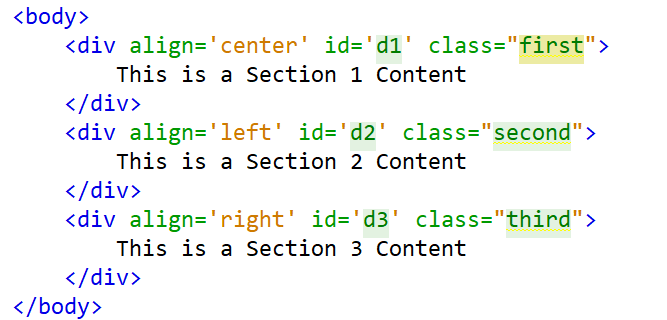 <body>
<div align='center' id='d1' class="first">
This is a Section 1 Content
</div>
<div align='left' id='d2' class="second">
This is a Section 2 Content
</div>
<div align='right' id='d3' class="third">
This is a Section 3 Content
</div>
</body>